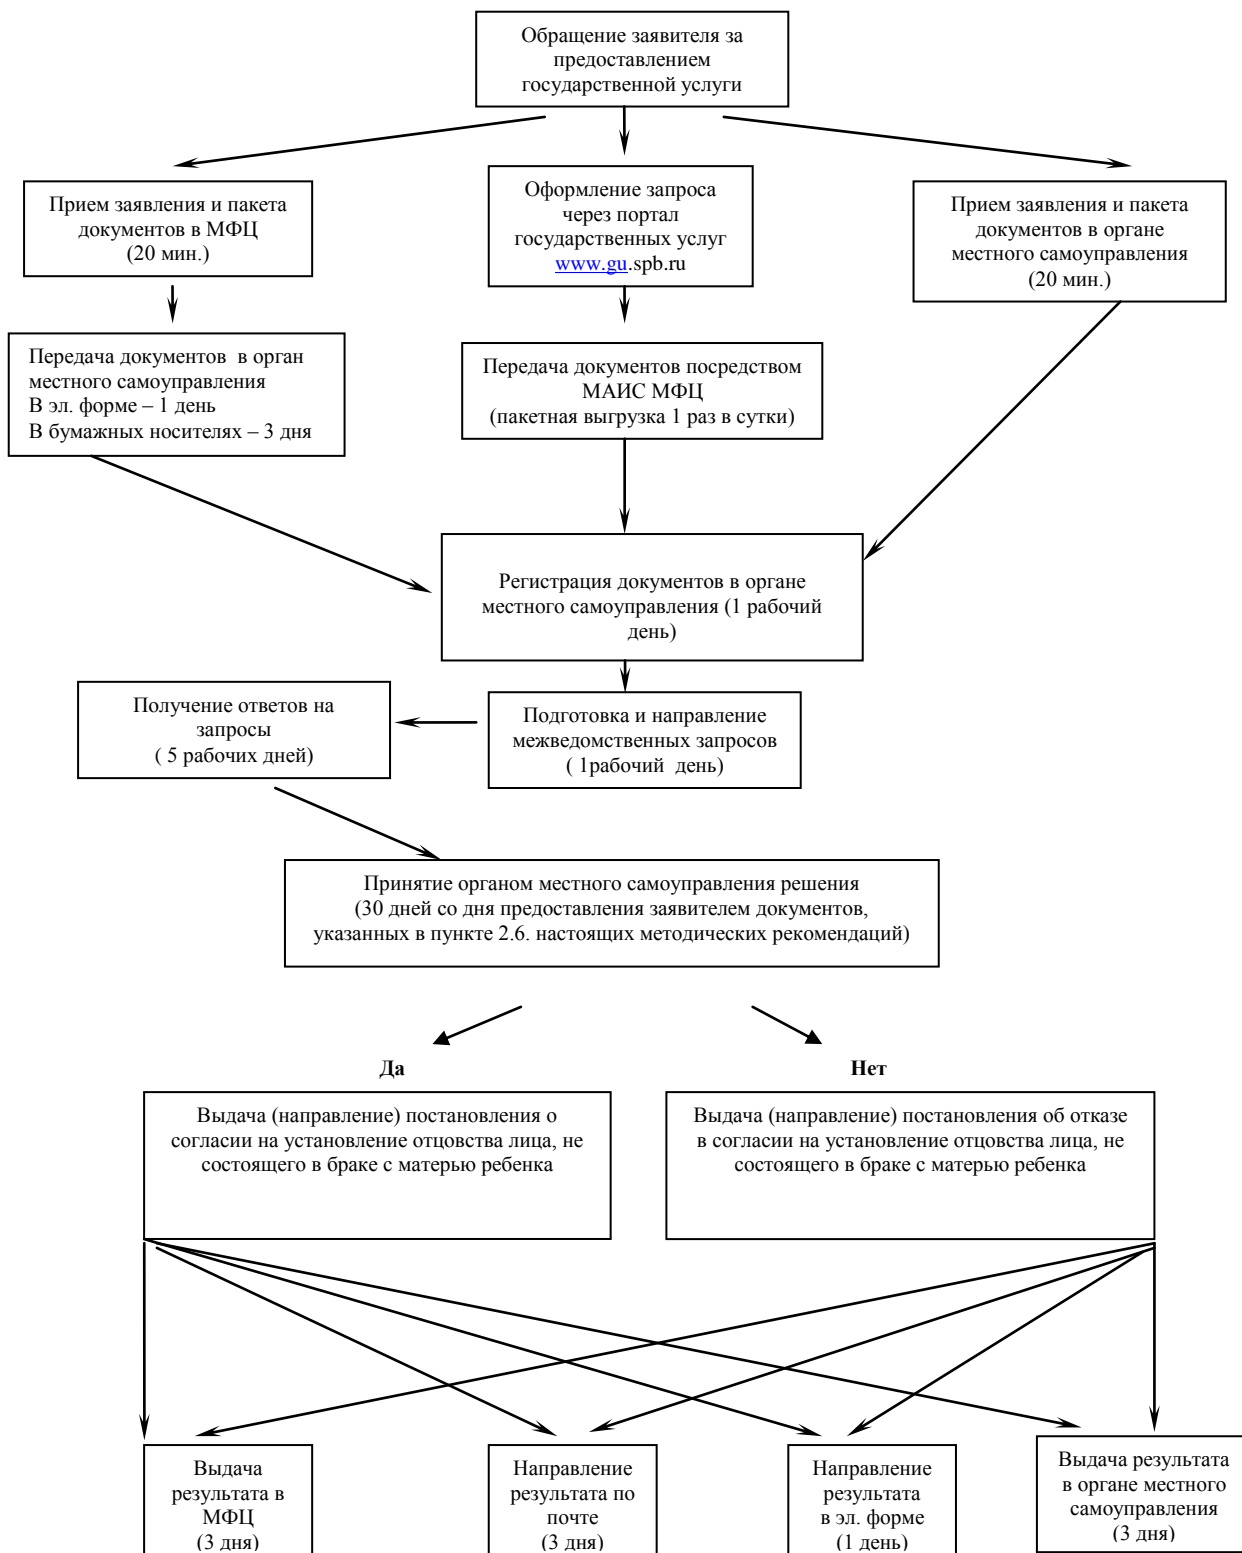 Обращение заявителя за
предоставлением
государственной услуги
Прием заявления и пакета
документов в МФЦ
(20 мин.)
Оформление запроса
через портал
государственных услуг
www.gu.spb.ru
Прием заявления и пакета
документов в органе
местного самоуправления
(20 мин.)
Передача документов  в орган
местного самоуправления
В эл. форме – 1 день
В бумажных носителях – 3 дня
Передача документов посредством
МАИС МФЦ
(пакетная выгрузка 1 раз в сутки)
Регистрация документов в органе
местного самоуправления (1 рабочий
день)
Получение ответов на
запросы
( 5 рабочих дней)
Подготовка и направление
межведомственных запросов
( 1рабочий  день)
Принятие органом местного самоуправления решения
(30 дней со дня предоставления заявителем документов,
указанных в пункте 2.6. настоящих методических рекомендаций)
Да
Нет
Выдача (направление) постановления о
согласии на установление отцовства лица, не
состоящего в браке с матерью ребенка
Выдача (направление) постановления об отказе
в согласии на установление отцовства лица, не
состоящего в браке с матерью ребенка
Выдача
результата в
МФЦ
(3 дня)
Направление
результата по
почте
(3 дня)
Направление
результата
в эл. форме
(1 день)
Выдача результата
в органе местного
самоуправления
(3 дня)